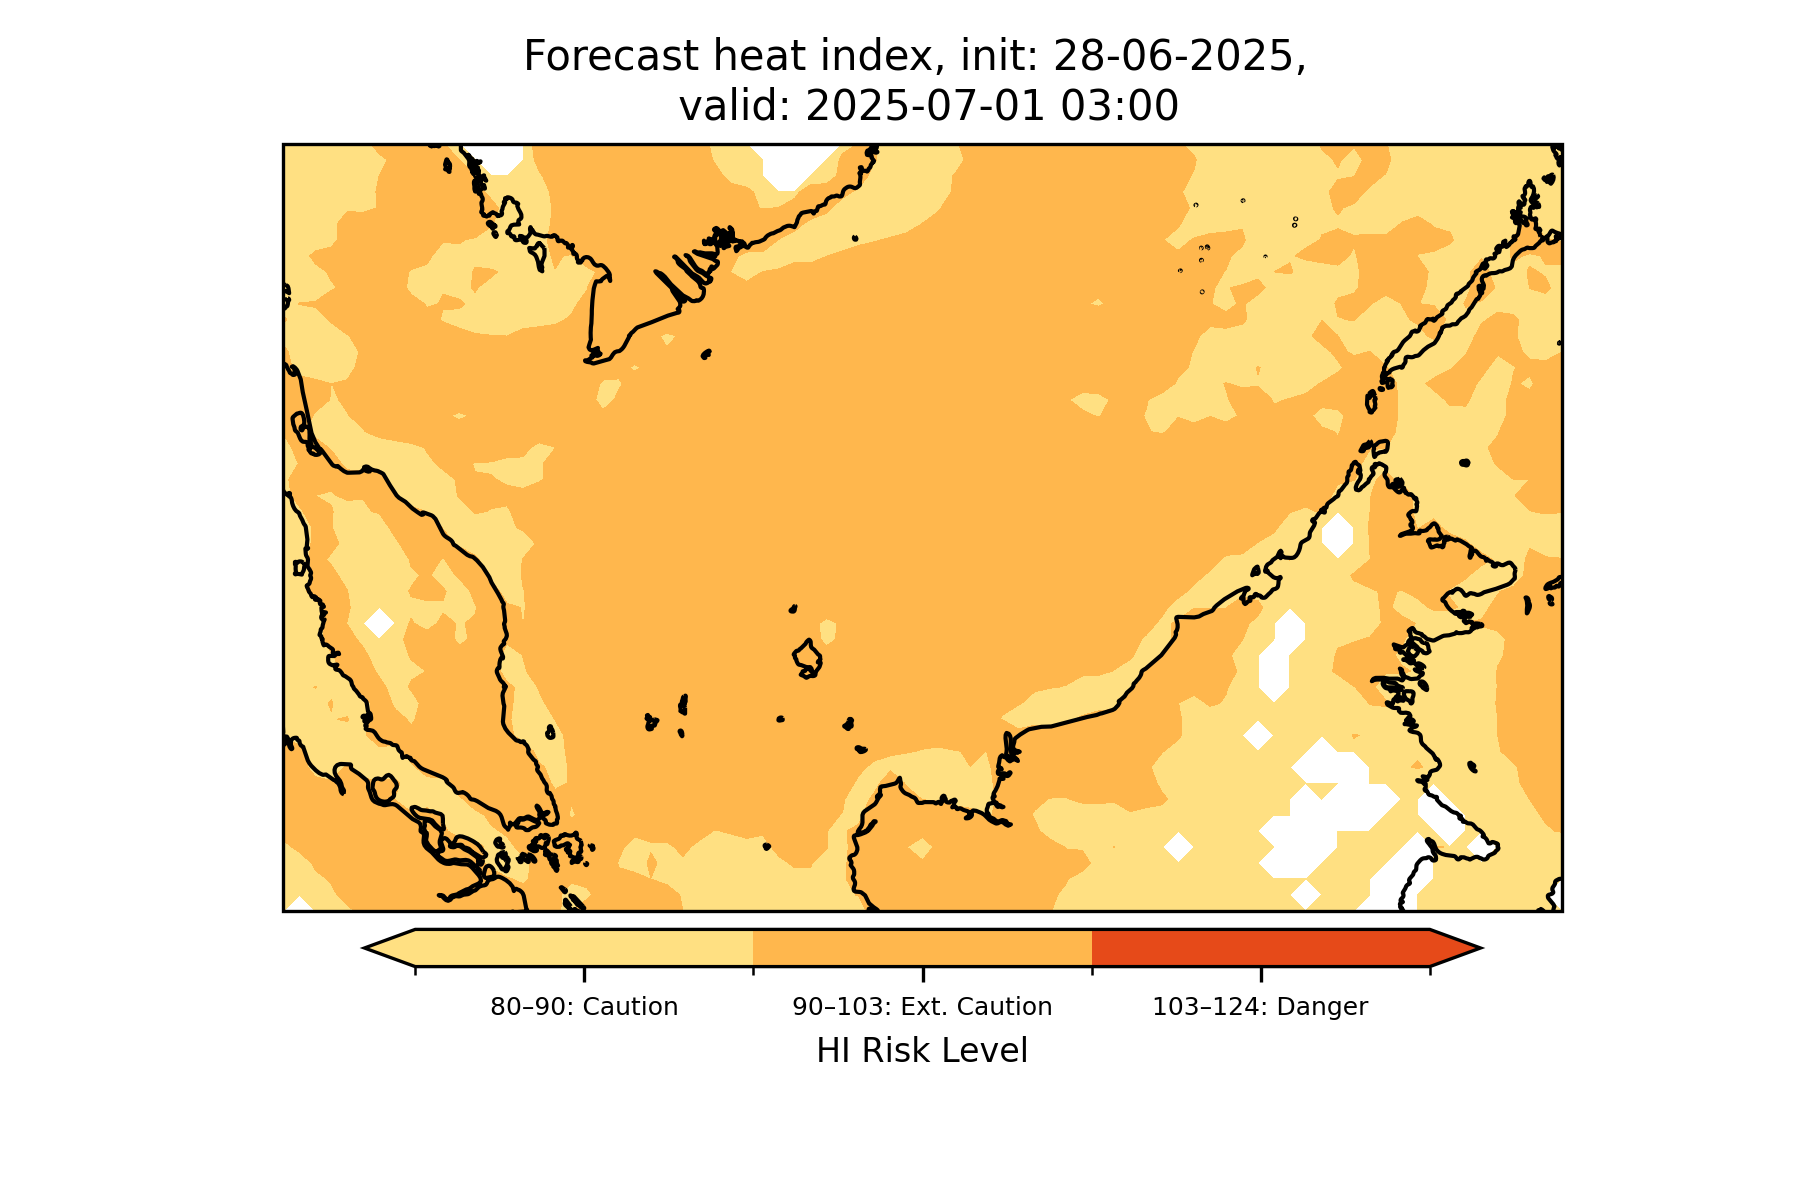 Forecast heat index, init: 28-06-2025,
valid: 2025-07-01 03:00
80–90: Caution
90–103: Ext. Caution
103–124: Danger
HI Risk Level